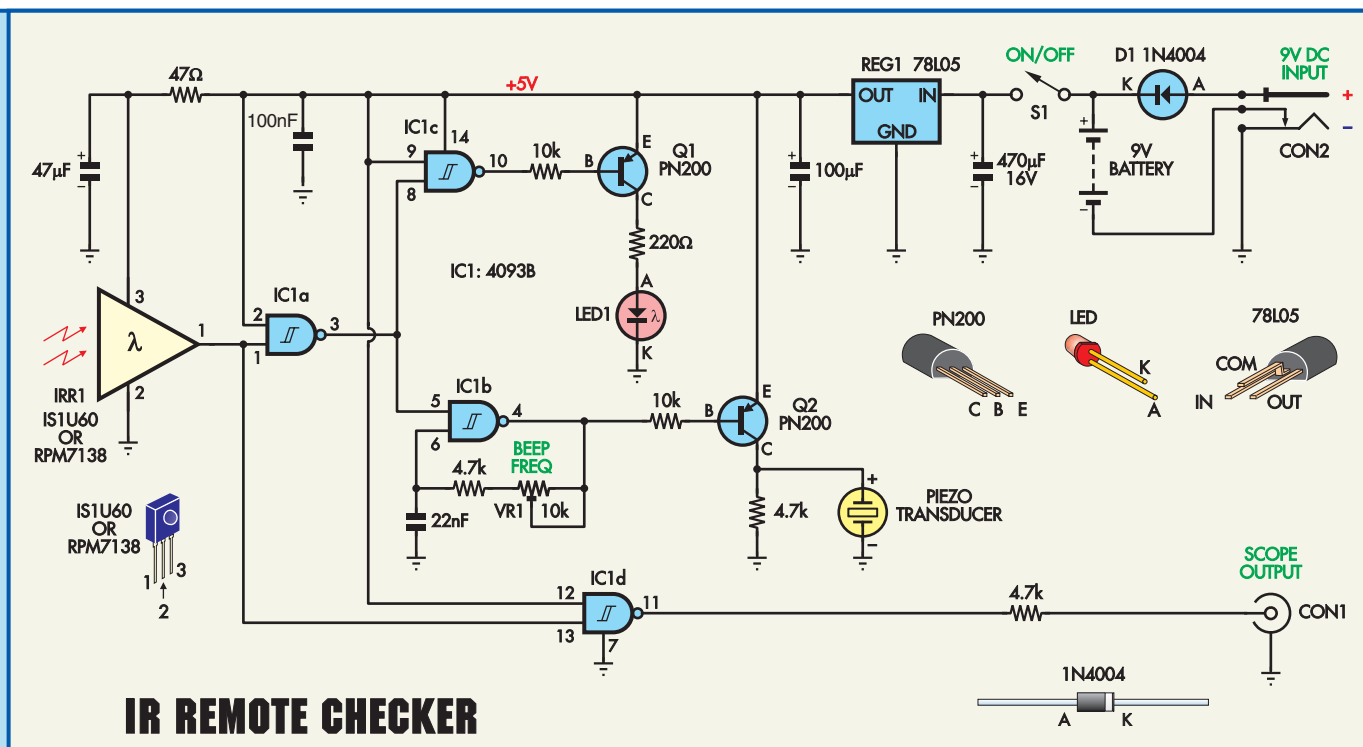 47Ω
100nF
47µF
+
−
+5V
IC1c
14
9
8
10
10k
B
E
C
Q1
PN200
220Ω
A
LED1
λ
K
IC1: 4093B
100µF
+
−
REG1 78L05
OUT IN
GND
470µF
16V
+
−
ON/OFF
S1
D1 1N4004
K
A
9V DC
INPUT
+
−
CON2
+
9V
BATTERY
−
IC1a
2
1
3
λ
3
1
2
IRR1
IS1U60
OR
RPM7138
IS1U60
OR
RPM7138
1
2
3
IC1b
5
6
4
4.7k
BEEP
FREQ
VR1
10k
22nF
10k
B
E
C
Q2
PN200
4.7k
+
−
PIEZO
TRANSDUCER
PN200
C B E
LED
K
A
78L05
COM
IN
OUT
IC1d
12
13
11
7
4.7k
SCOPE
OUTPUT
CON1
1N4004
A
K
IR REMOTE CHECKER